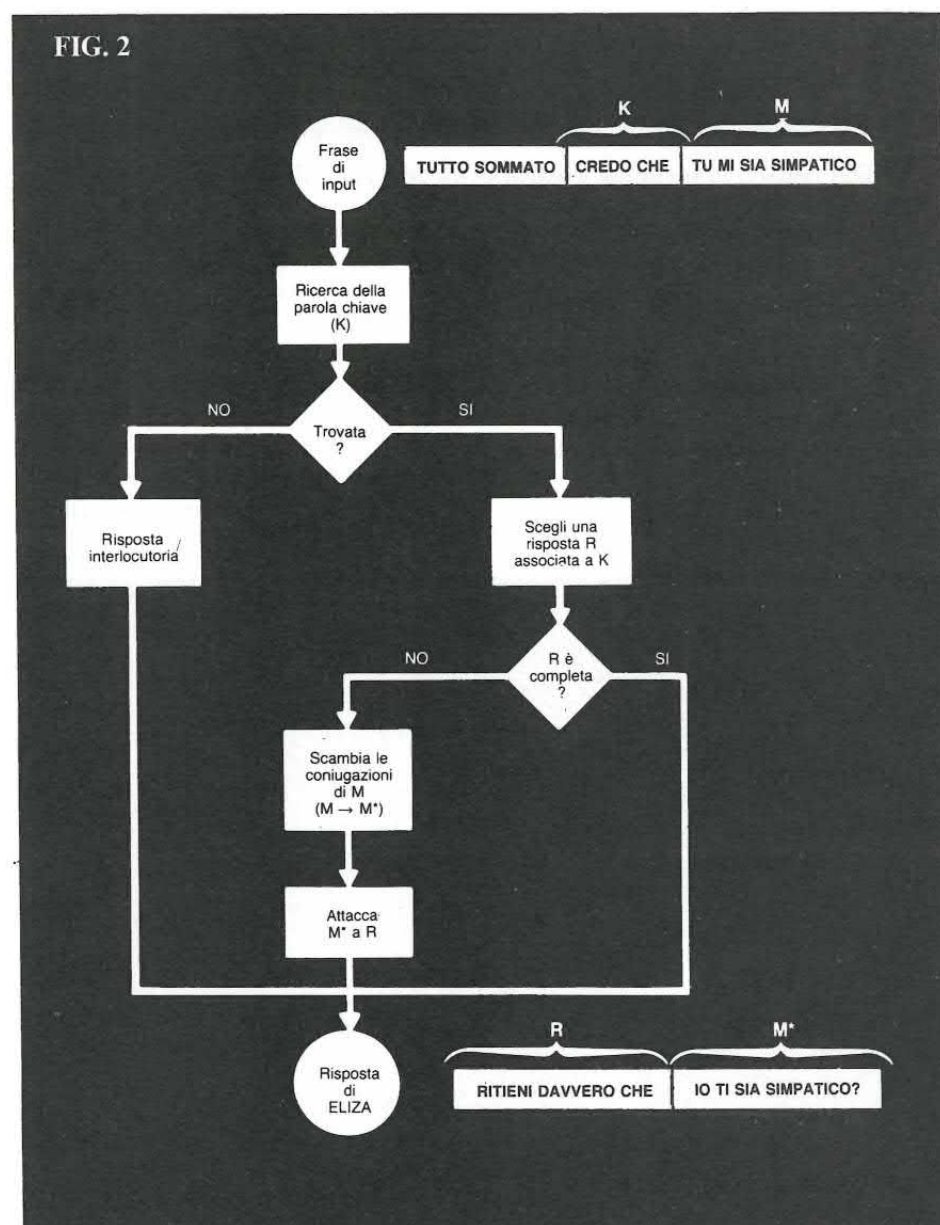 FIG. 2
K M
Frase
di
input
TUTTO SOMMATO CREDO CHE TU MI SIA SIMPATICO
Ricerca della
parola chiave
(K)
NO SI
Trovata
?
Risposta
interlocutoria
Scegli una
risposta R
associata a K
NO SI
R è
completa
?
Scambia le
coniugazioni
di M
(M → M*)
Attacca
M* a R
R M*
Risposta
di
ELIZA
RITIENI DAVVERO CHE IO TI SIA SIMPATICO?